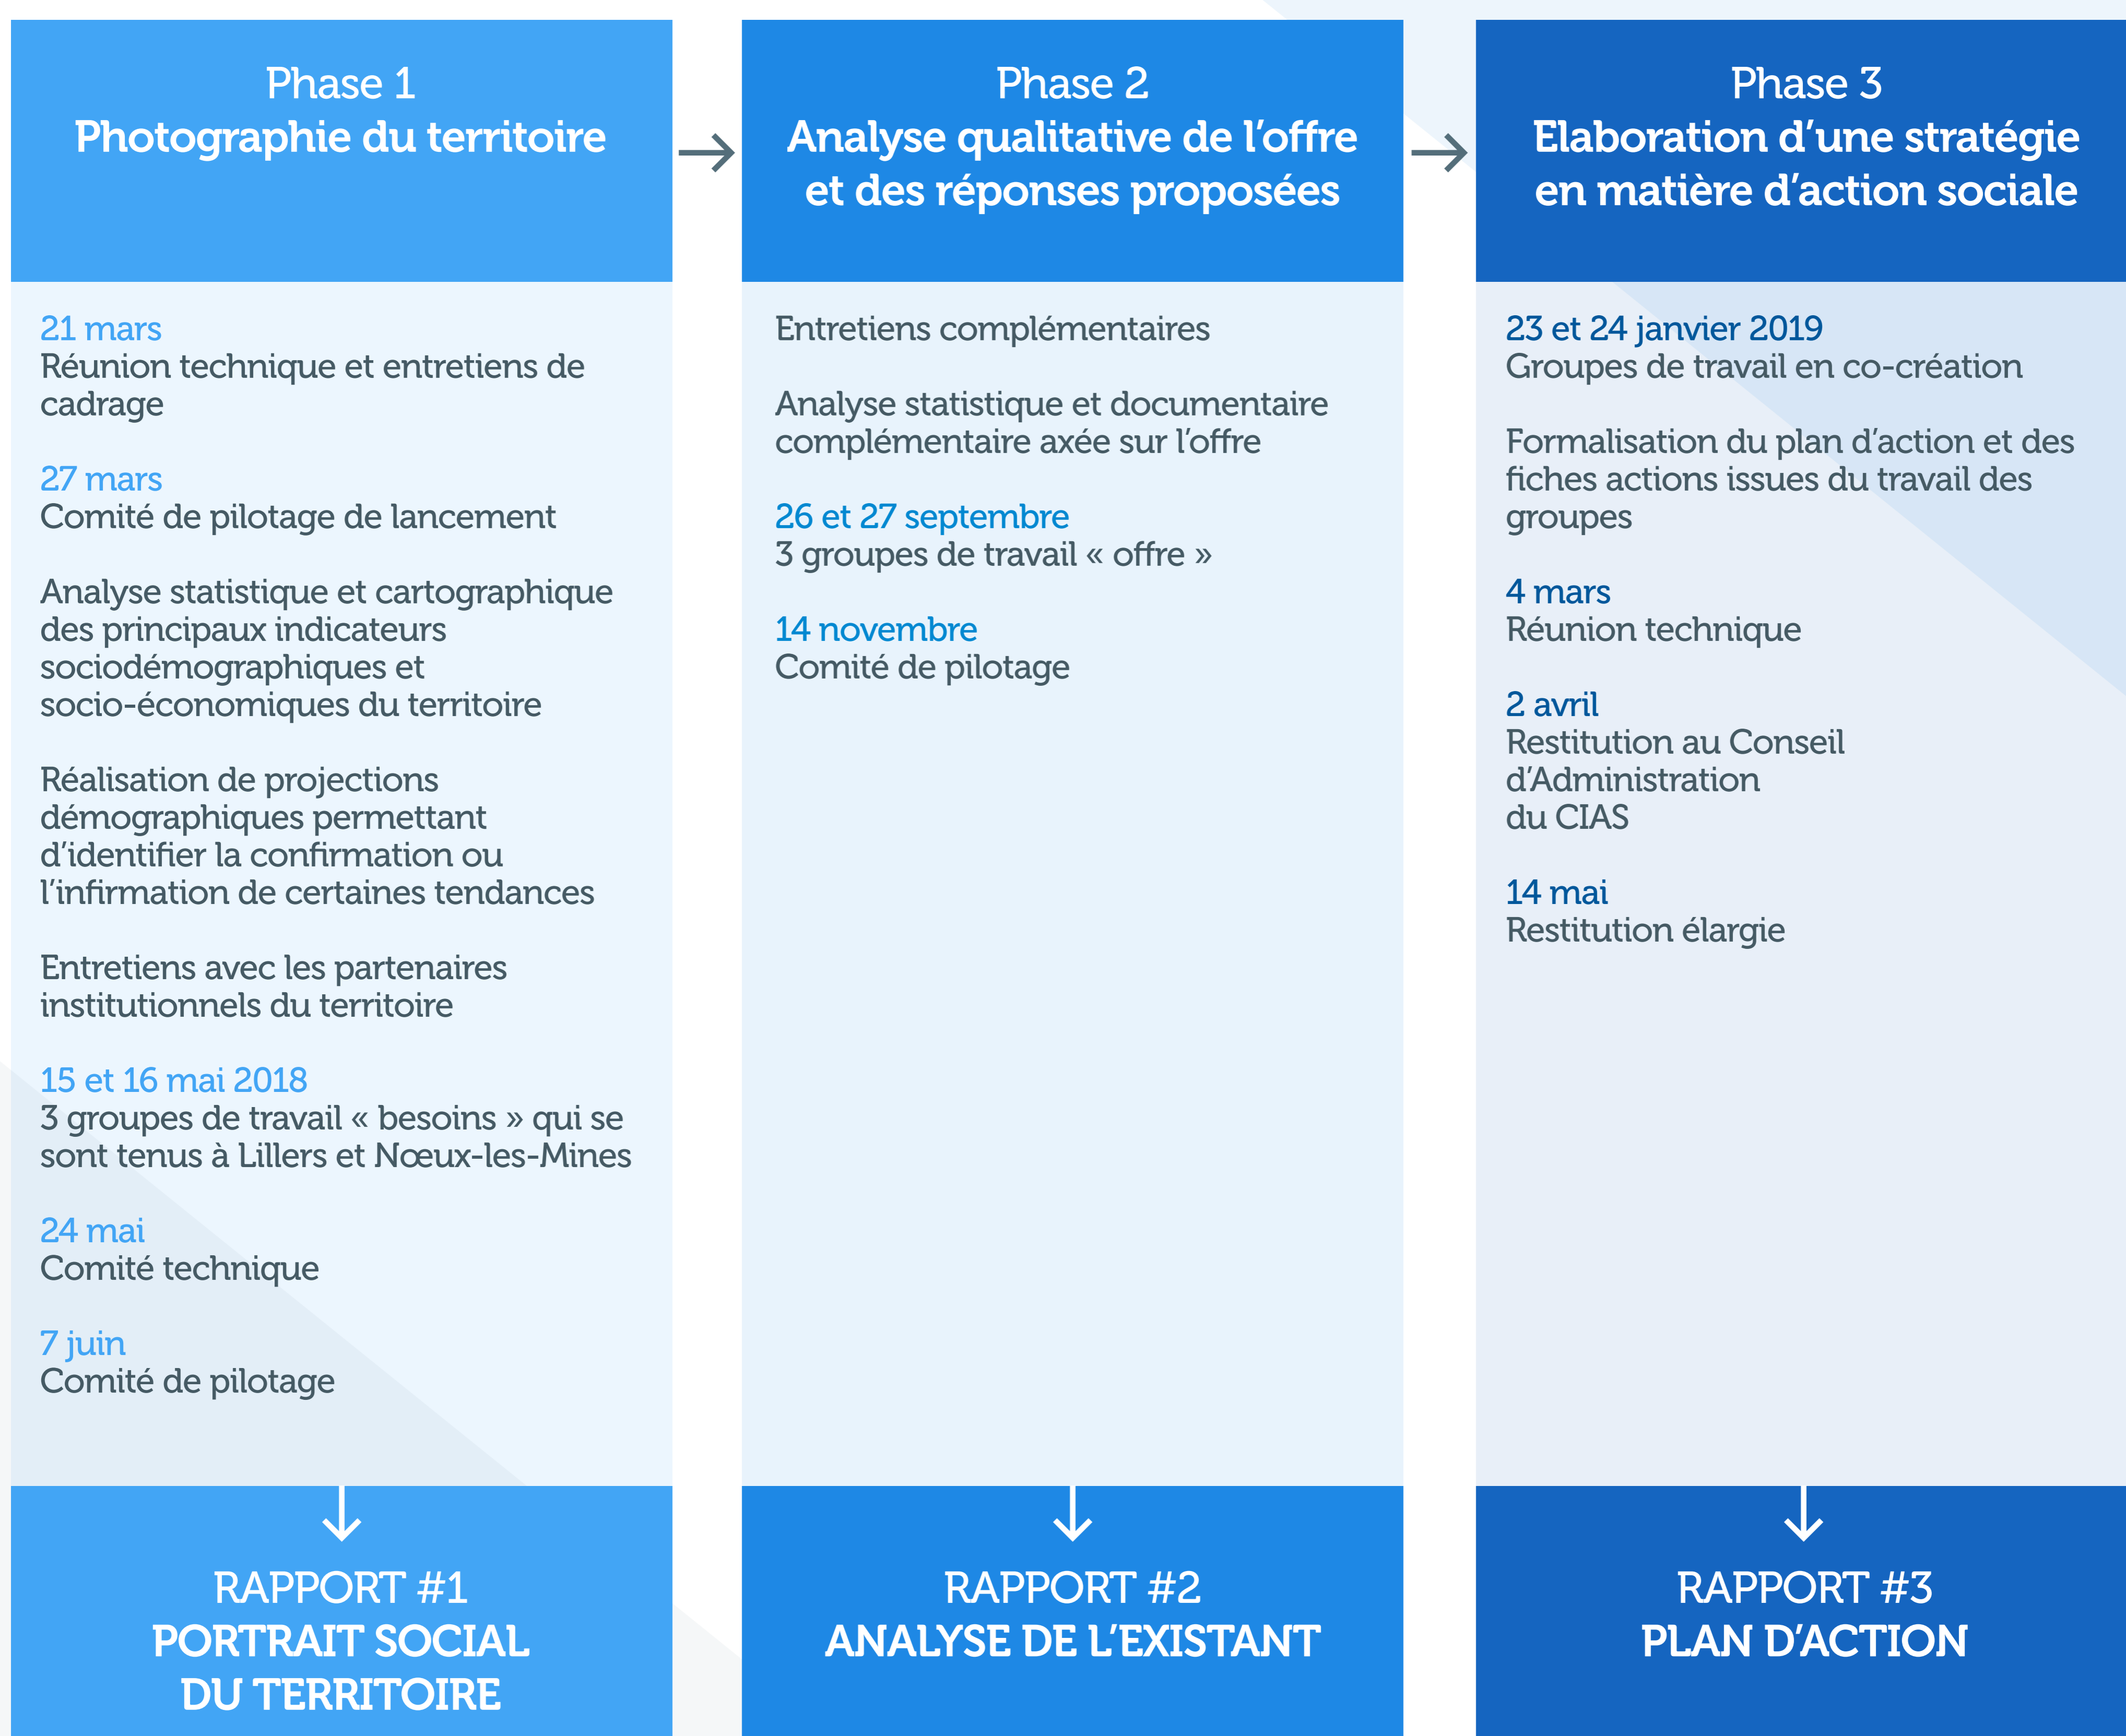 Phase 1
Photographie du territoire
21 mars
Réunion technique et entretiens de
cadrage
27 mars
Comité de pilotage de lancement
Analyse statistique et cartographique
des principaux indicateurs
sociodémographiques et
socio-économiques du territoire
Réalisation de projections
démographiques permettant
d’identifier la confirmation ou
l’infirmation de certaines tendances
Entretiens avec les partenaires
institutionnels du territoire
15 et 16 mai 2018
3 groupes de travail « besoins » qui se
sont tenus à Lillers et Nœux-les-Mines
24 mai
Comité technique
7 juin
Comité de pilotage
RAPPORT #1
PORTRAIT SOCIAL
DU TERRITOIRE
Phase 2
Analyse qualitative de l’offre
et des réponses proposées
Entretiens complémentaires
Analyse statistique et documentaire
complémentaire axée sur l’offre
26 et 27 septembre
3 groupes de travail « offre »
14 novembre
Comité de pilotage
RAPPORT #2
ANALYSE DE L’EXISTANT
Phase 3
Elaboration d’une stratégie
en matière d’action sociale
23 et 24 janvier 2019
Groupes de travail en co-création
Formalisation du plan d’action et des
fiches actions issues du travail des
groupes
4 mars
Réunion technique
2 avril
Restitution au Conseil
d’Administration
du CIAS
14 mai
Restitution élargie
RAPPORT #3
PLAN D’ACTION